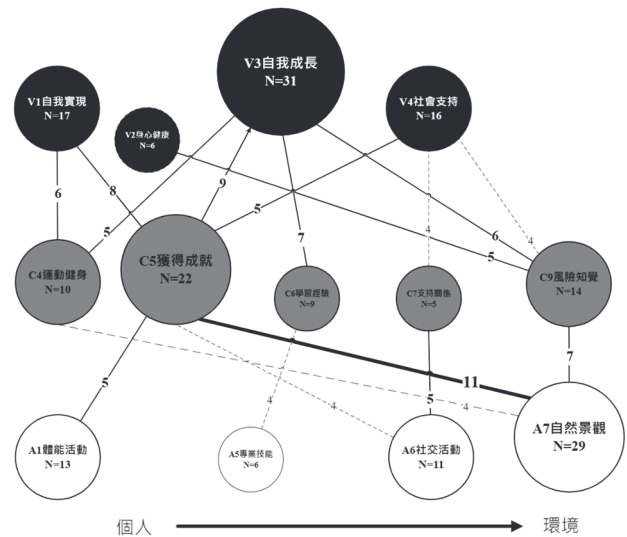 V3自我成長
N=31
V1自我實現
N=17
V4社會支持
N=16
V2身心健康
N=6
6
8
9
5
5
4
4
7
6
5
C4運動健身
N=10
C5獲得成就
N=22
C6學習經驗
N=9
C7支持關係
N=5
C9風險知覺
N=14
7
5
11
5
4
4
4
A1體能活動
N=13
A5專業技能
N=6
A6社交活動
N=11
A7自然景觀
N=29
個人
環境